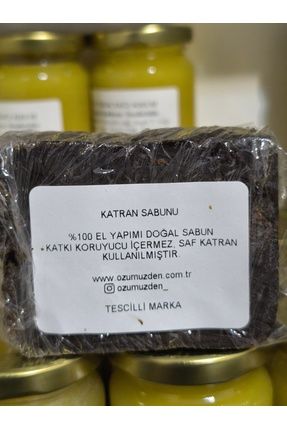 KATRAN SABUNU
%100 EL YAPIMI DOĞAL SABUN
KATKI KORUYUCU İÇERMEZ, SAF KATRAN
KULLANILMIŞTIR.
www.ozumuzden.com.tr
ozumuzden_
TESCİLLİ MARKA